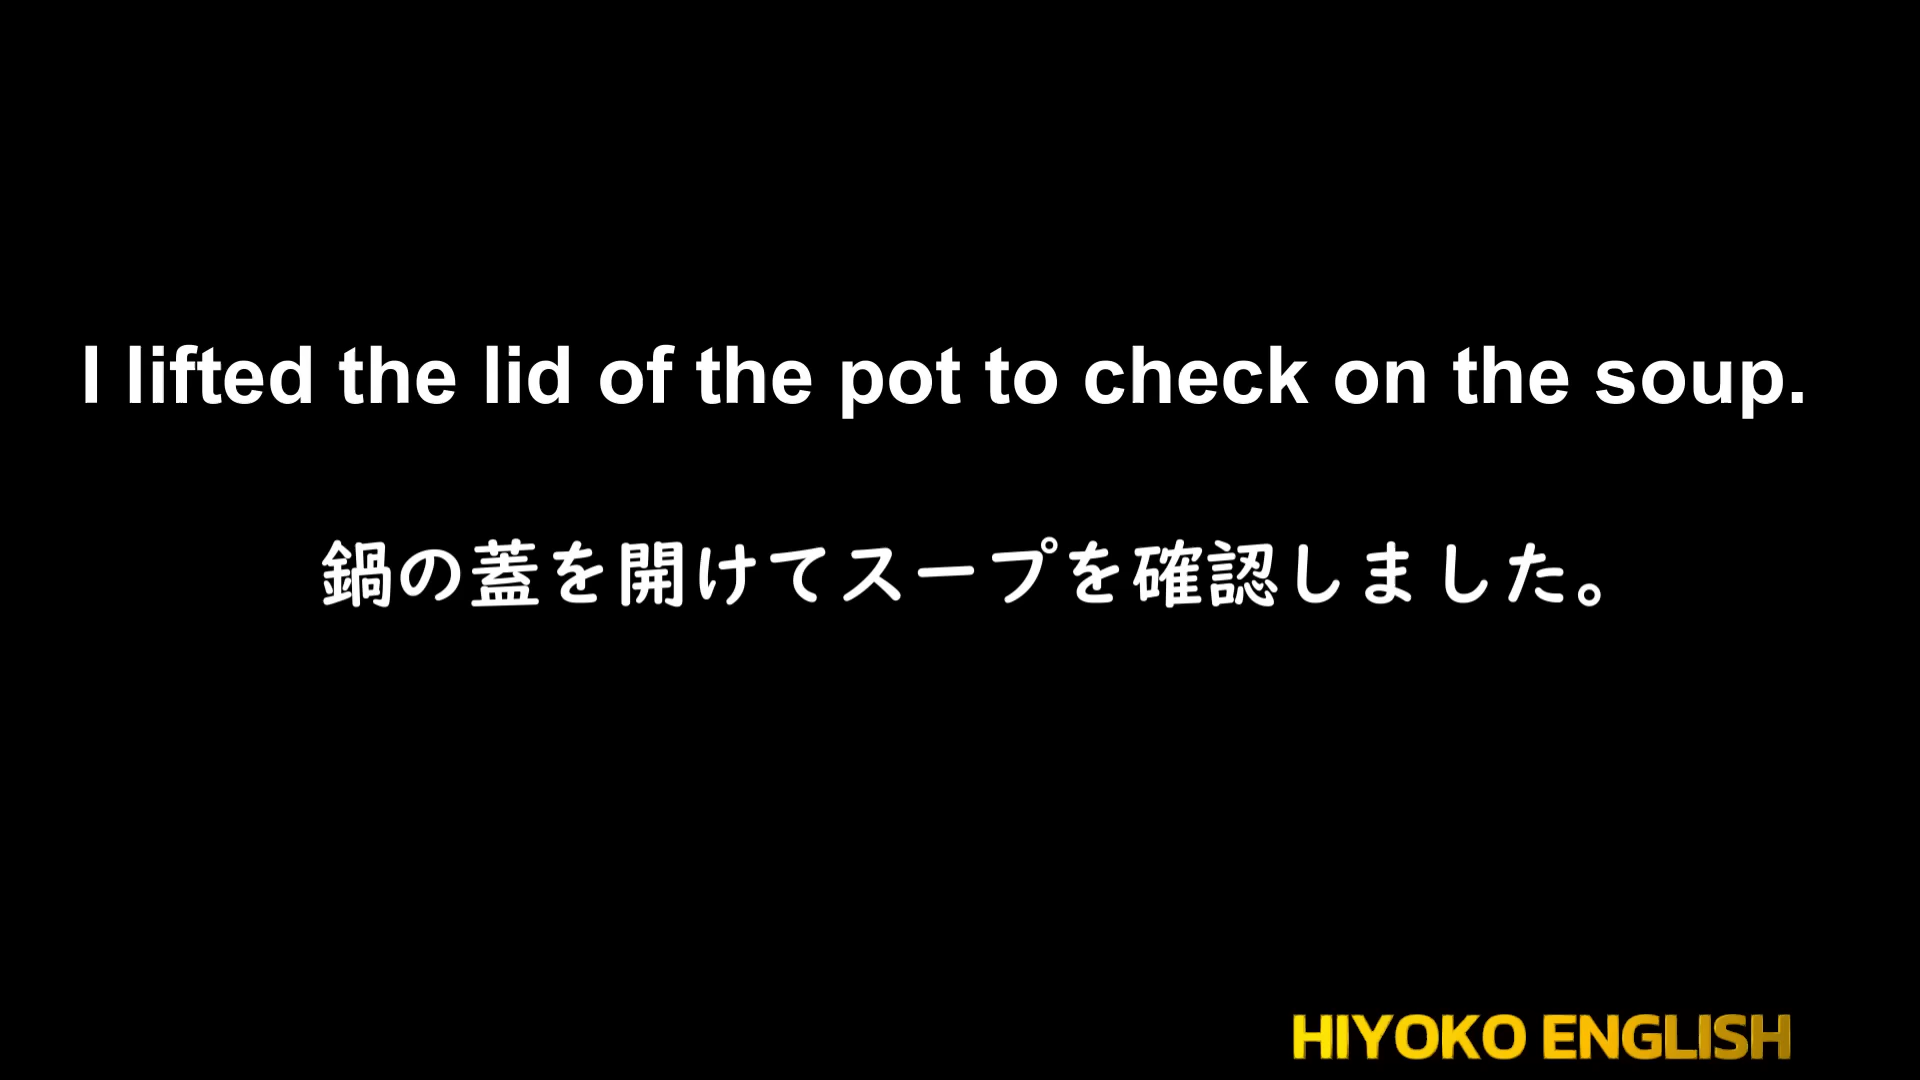 I lifted the lid of the pot to check on the soup.
鍋の蓋を開けてスープを確認しました。
HIYOKO ENGLISH